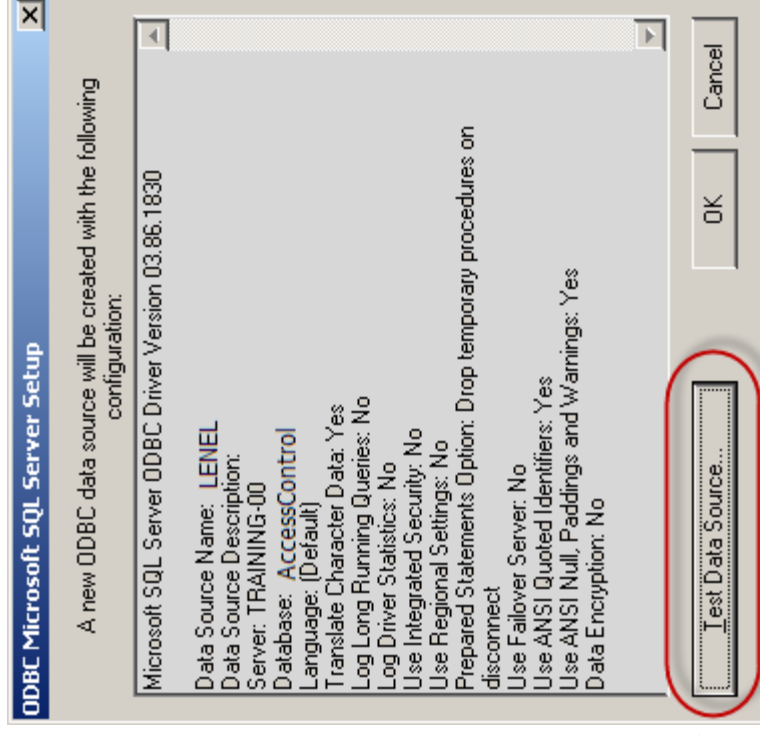 ODBC Microsoft SQL Server Setup
A new ODBC data source will be created with the following
configuration:
Microsoft SQL Server ODBC Driver Version 03.86.1830
Data Source Name: LENEL
Data Source Description:
Server: TRAINING-00
Database: AccessControl
Language: (Default)
Translate Character Data: Yes
Log Long Running Queries: No
Log Driver Statistics: No
Use Integrated Security: No
Use Regional Settings: No
Prepared Statements Option: Drop temporary procedures on
disconnect
Use Failover Server: No
Use ANSI Quoted Identifiers: Yes
Use ANSI Null, Paddings and Warnings: Yes
Data Encryption: No
Test Data Source...
OK
Cancel